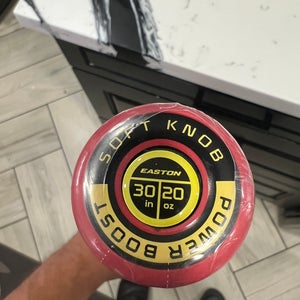 SOFT KNOB
EASTON
30 20
in oz
POWER BOOST